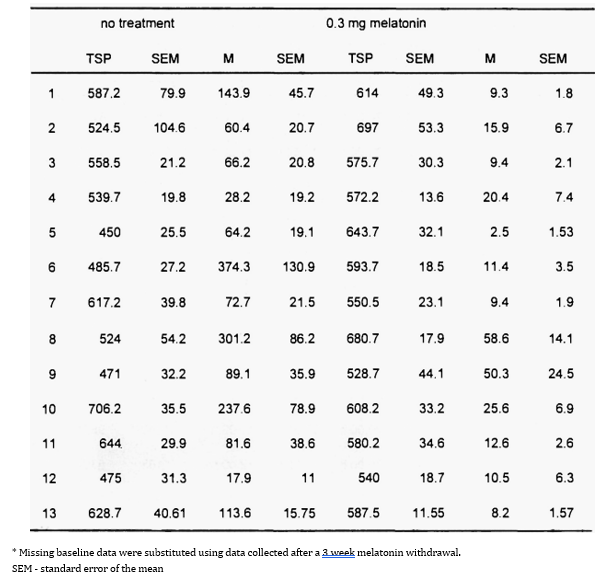 no treatment 0.3 mg melatonin
TSP SEM M SEM TSP SEM M SEM
1 587.2 79.9 143.9 45.7 614 49.3 9.3 1.8
2 524.5 104.6 60.4 20.7 697 53.3 15.9 6.7
3 558.5 21.2 66.2 20.8 575.7 30.3 9.4 2.1
4 539.7 19.8 28.2 19.2 572.2 13.6 20.4 7.4
5 450 25.5 64.2 19.1 643.7 32.1 2.5 1.53
6 485.7 27.2 374.3 130.9 593.7 18.5 11.4 3.5
7 617.2 39.8 72.7 21.5 550.5 23.1 9.4 1.9
8 524 54.2 301.2 86.2 680.7 17.9 58.6 14.1
9 471 32.2 89.1 35.9 528.7 44.1 50.3 24.5
10 706.2 35.5 237.6 78.9 608.2 33.2 25.6 6.9
11 644 29.9 81.6 38.6 580.2 34.6 12.6 2.6
12 475 31.3 17.9 11 540 18.7 10.5 6.3
13 628.7 40.61 113.6 15.75 587.5 11.55 8.2 1.57
* Missing baseline data were substituted using data collected after a 3 week melatonin withdrawal.
SEM - standard error of the mean